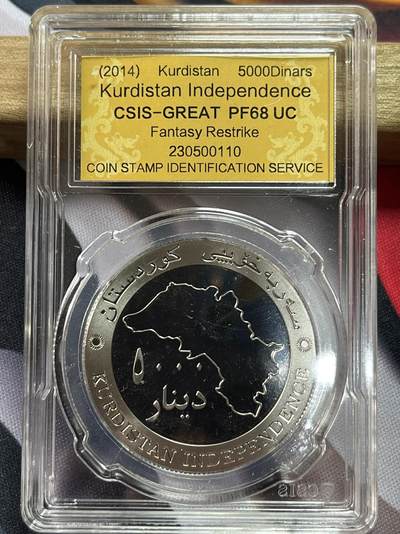 (2014) Kurdistan 5000Dinars
Kurdistan Independence
CSIS-GREAT PF68 UC
Fantasy Restrike
230500110
COIN STAMP IDENTIFICATION SERVICE
سەربەخۆیی کوردستان
٥٠٠٠
دینار
KURDISTAN INDEPENDENCE